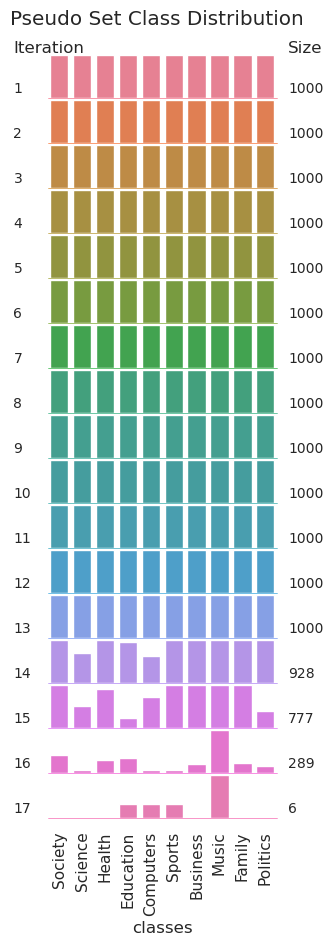 Pseudo Set Class Distribution
Iteration Size
1 1000
2 1000
3 1000
4 1000
5 1000
6 1000
7 1000
8 1000
9 1000
10 1000
11 1000
12 1000
13 1000
14 928
15 777
16 289
17 6
Society
Science
Health
Education
Computers
Sports
Business
Music
Family
Politics
classes